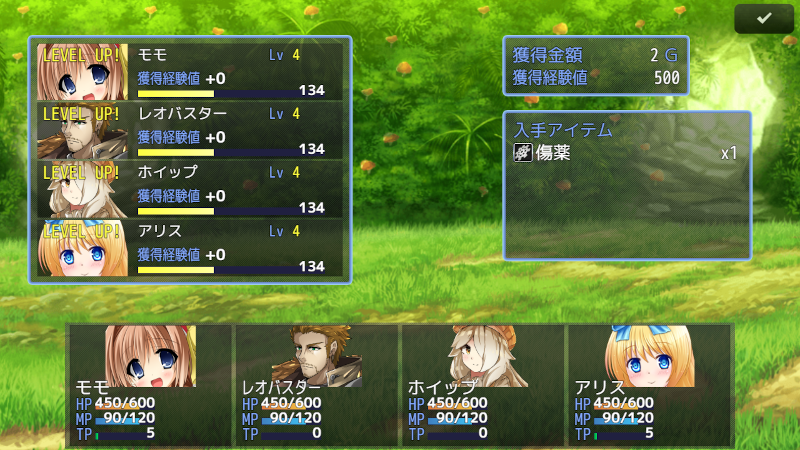 LEVEL UP! モモ Lv 4
獲得経験値 +0
134
LEVEL UP! レオバスター Lv 4
獲得経験値 +0
134
LEVEL UP! ホイップ Lv 4
獲得経験値 +0
134
LEVEL UP! アリス Lv 4
獲得経験値 +0
134
獲得金額 2 G
獲得経験値 500
入手アイテム
傷薬 x1
モモ
HP 450/600
MP 90/120
TP 5
レオバスター
HP 450/600
MP 90/120
TP 0
ホイップ
HP 450/600
MP 90/120
TP 0
アリス
HP 450/600
MP 90/120
TP 5